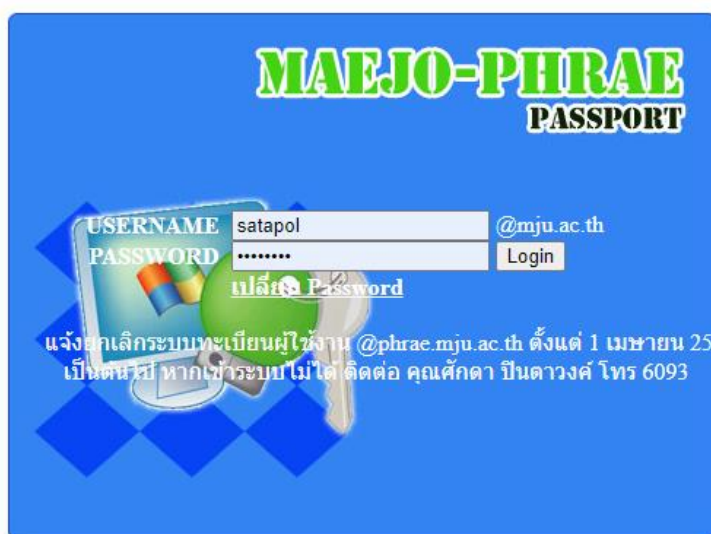 MAEJO-PHRAE
PASSPORT
USERNAME satapol @mju.ac.th
PASSWORD •••••••• Login
เปลี่ยน Password
แจ้งยกเลิกระบบทะเบียนผู้ใช้งาน @phrae.mju.ac.th ตั้งแต่ 1 เมษายน 25
เป็นต้นไป หากเข้าระบบไม่ได้ ติดต่อ คุณศักดา ปินตาวงค์ โทร 6093